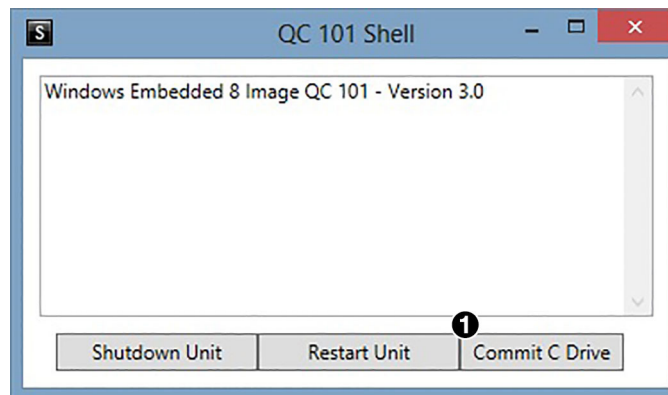 S
QC 101 Shell
Windows Embedded 8 Image QC 101 - Version 3.0
1
Shutdown Unit Restart Unit Commit C Drive